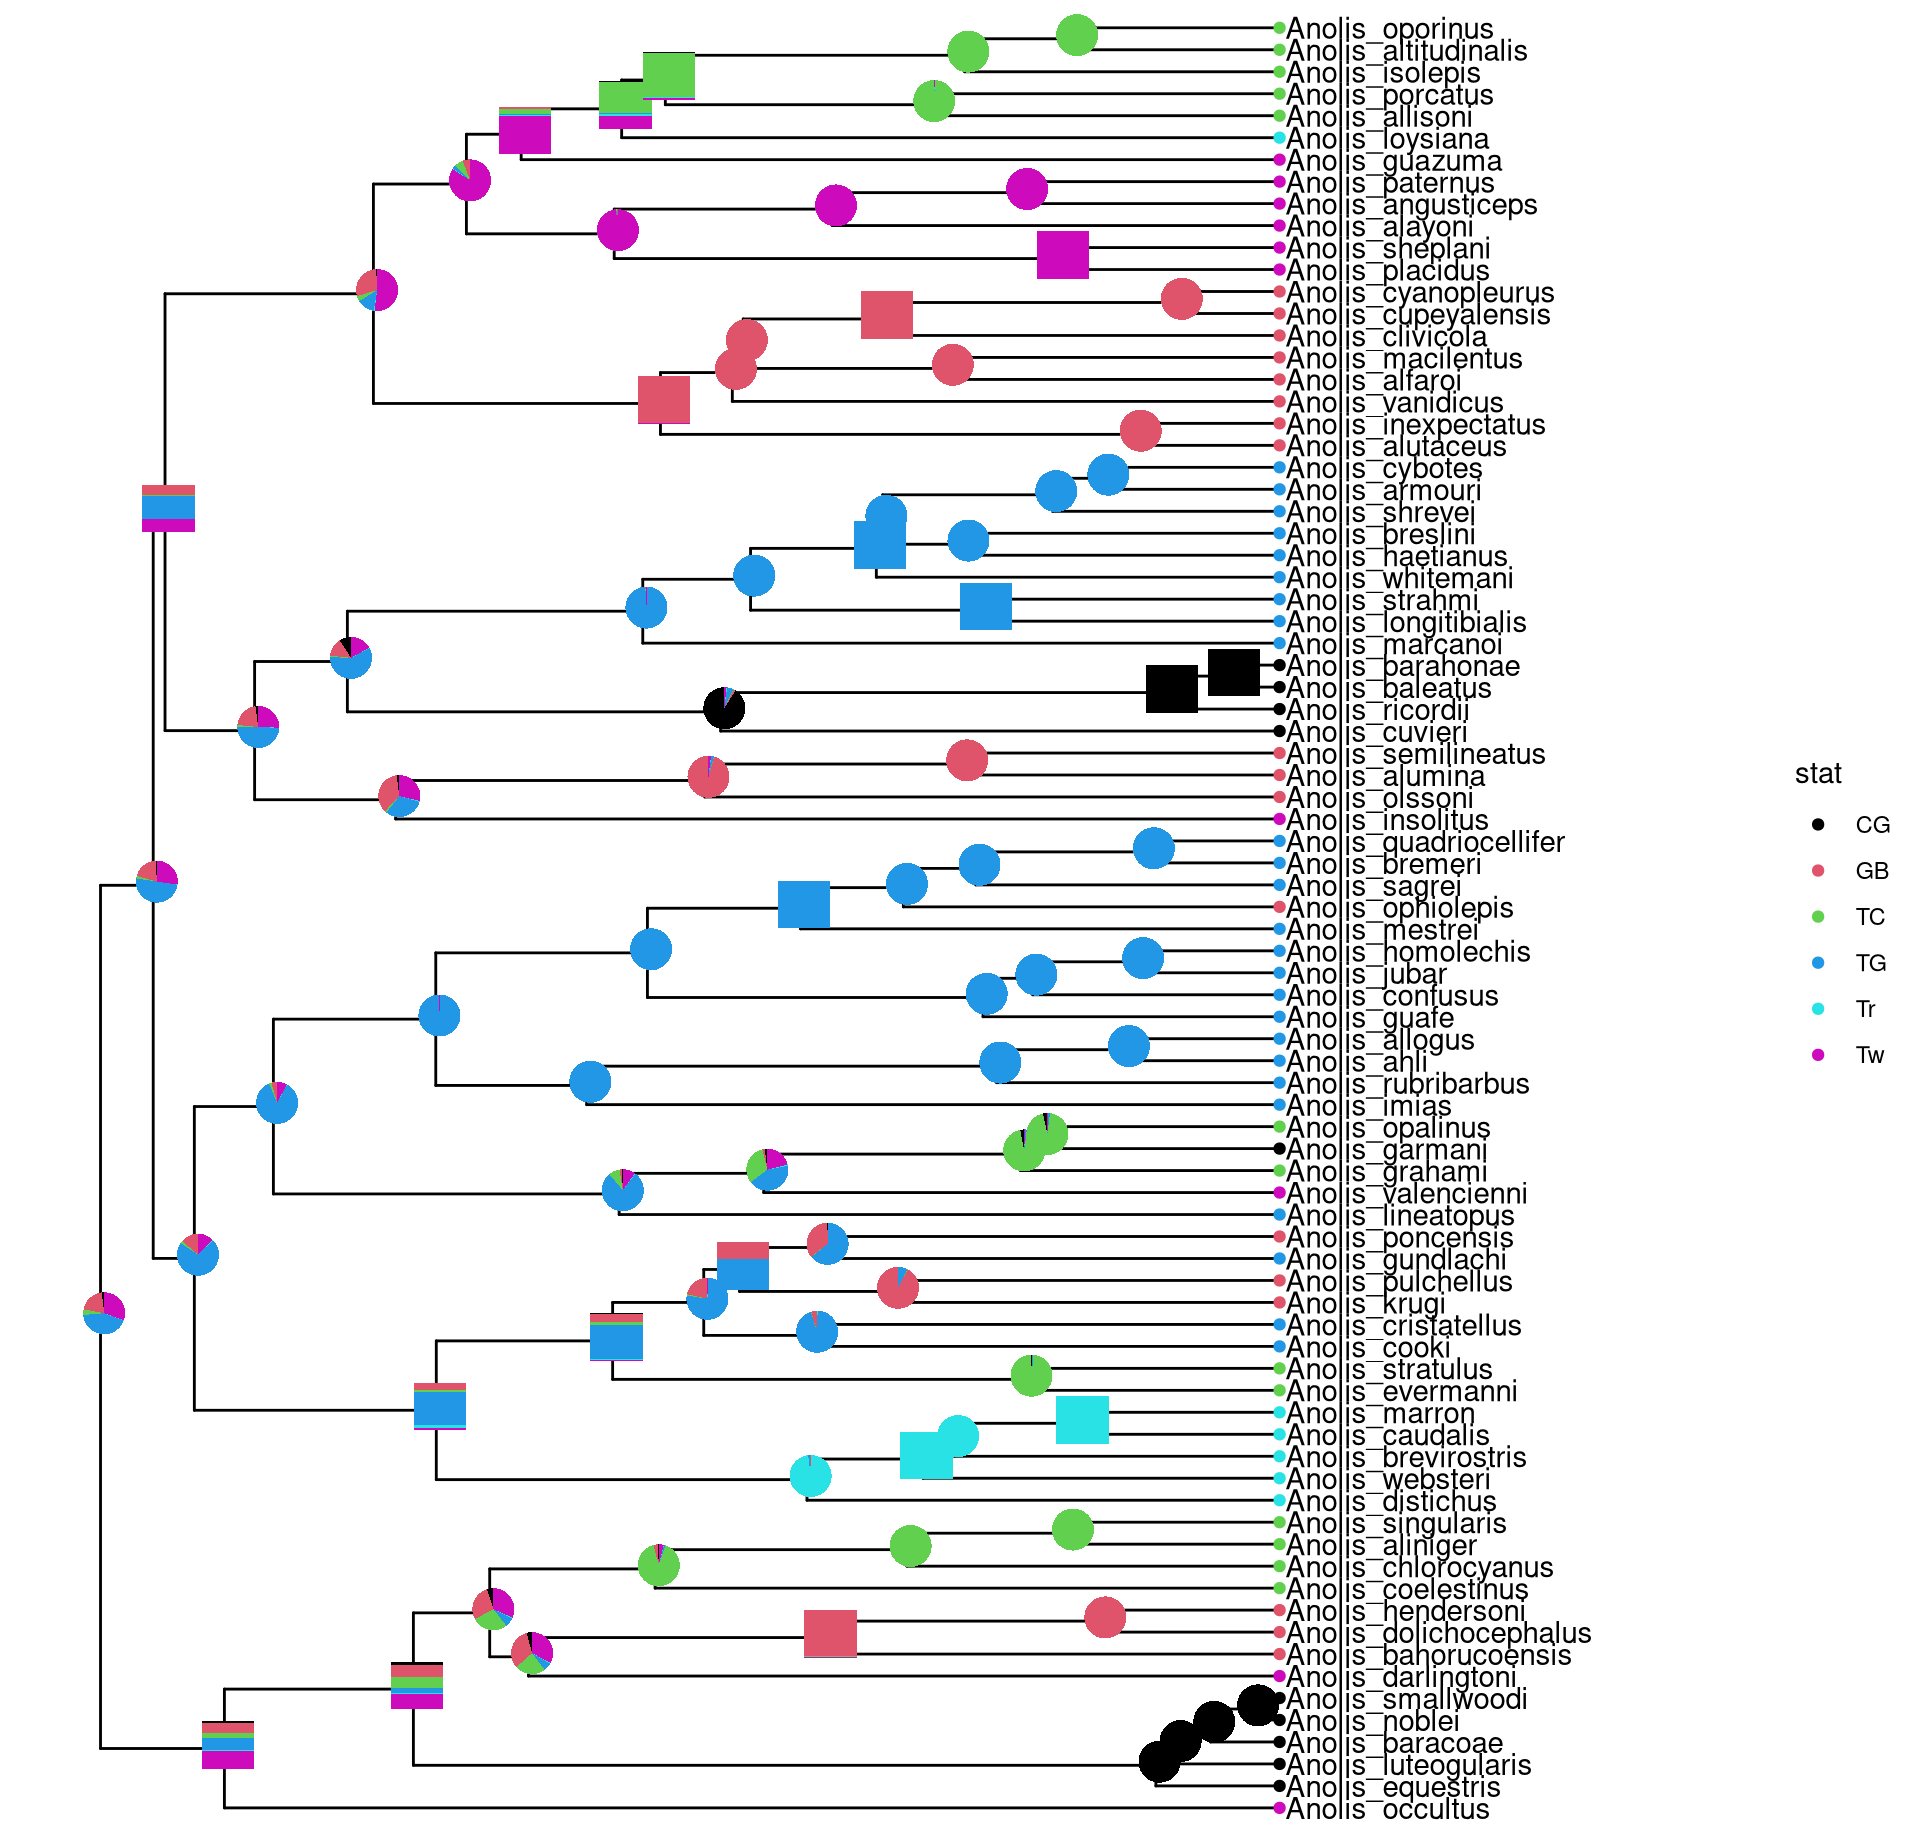 Anolis_oporinus
Anolis_altitudinalis
Anolis_isolepis
Anolis_porcatus
Anolis_allisoni
Anolis_loysiana
Anolis_guazuma
Anolis_paternus
Anolis_angusticeps
Anolis_alayoni
Anolis_sheplani
Anolis_placidus
Anolis_cyanopleurus
Anolis_cupeyalensis
Anolis_clivicola
Anolis_macilentus
Anolis_alfaroi
Anolis_vanidicus
Anolis_inexpectatus
Anolis_alutaceus
Anolis_cybotes
Anolis_armouri
Anolis_shrevei
Anolis_breslini
Anolis_haetianus
Anolis_whitemani
Anolis_strahmi
Anolis_longitibialis
Anolis_marcanoi
Anolis_barahonae
Anolis_baleatus
Anolis_ricordii
Anolis_cuvieri
Anolis_semilineatus
Anolis_alumina
Anolis_olssoni
Anolis_insolitus
Anolis_quadriocellifer
Anolis_bremeri
Anolis_sagrei
Anolis_ophiolepis
Anolis_mestrei
Anolis_homolechis
Anolis_jubar
Anolis_confusus
Anolis_guafe
Anolis_allogus
Anolis_ahli
Anolis_rubribarbus
Anolis_imias
Anolis_opalinus
Anolis_garmani
Anolis_grahami
Anolis_valencienni
Anolis_lineatopus
Anolis_poncensis
Anolis_gundlachi
Anolis_pulchellus
Anolis_krugi
Anolis_cristatellus
Anolis_cooki
Anolis_stratulus
Anolis_evermanni
Anolis_marron
Anolis_caudalis
Anolis_brevirostris
Anolis_websteri
Anolis_distichus
Anolis_singularis
Anolis_aliniger
Anolis_chlorocyanus
Anolis_coelestinus
Anolis_hendersoni
Anolis_dolichocephalus
Anolis_bahorucoensis
Anolis_darlingtoni
Anolis_smallwoodi
Anolis_noblei
Anolis_baracoae
Anolis_luteogularis
Anolis_equestris
Anolis_occultus
stat
CG
GB
TC
TG
Tr
Tw